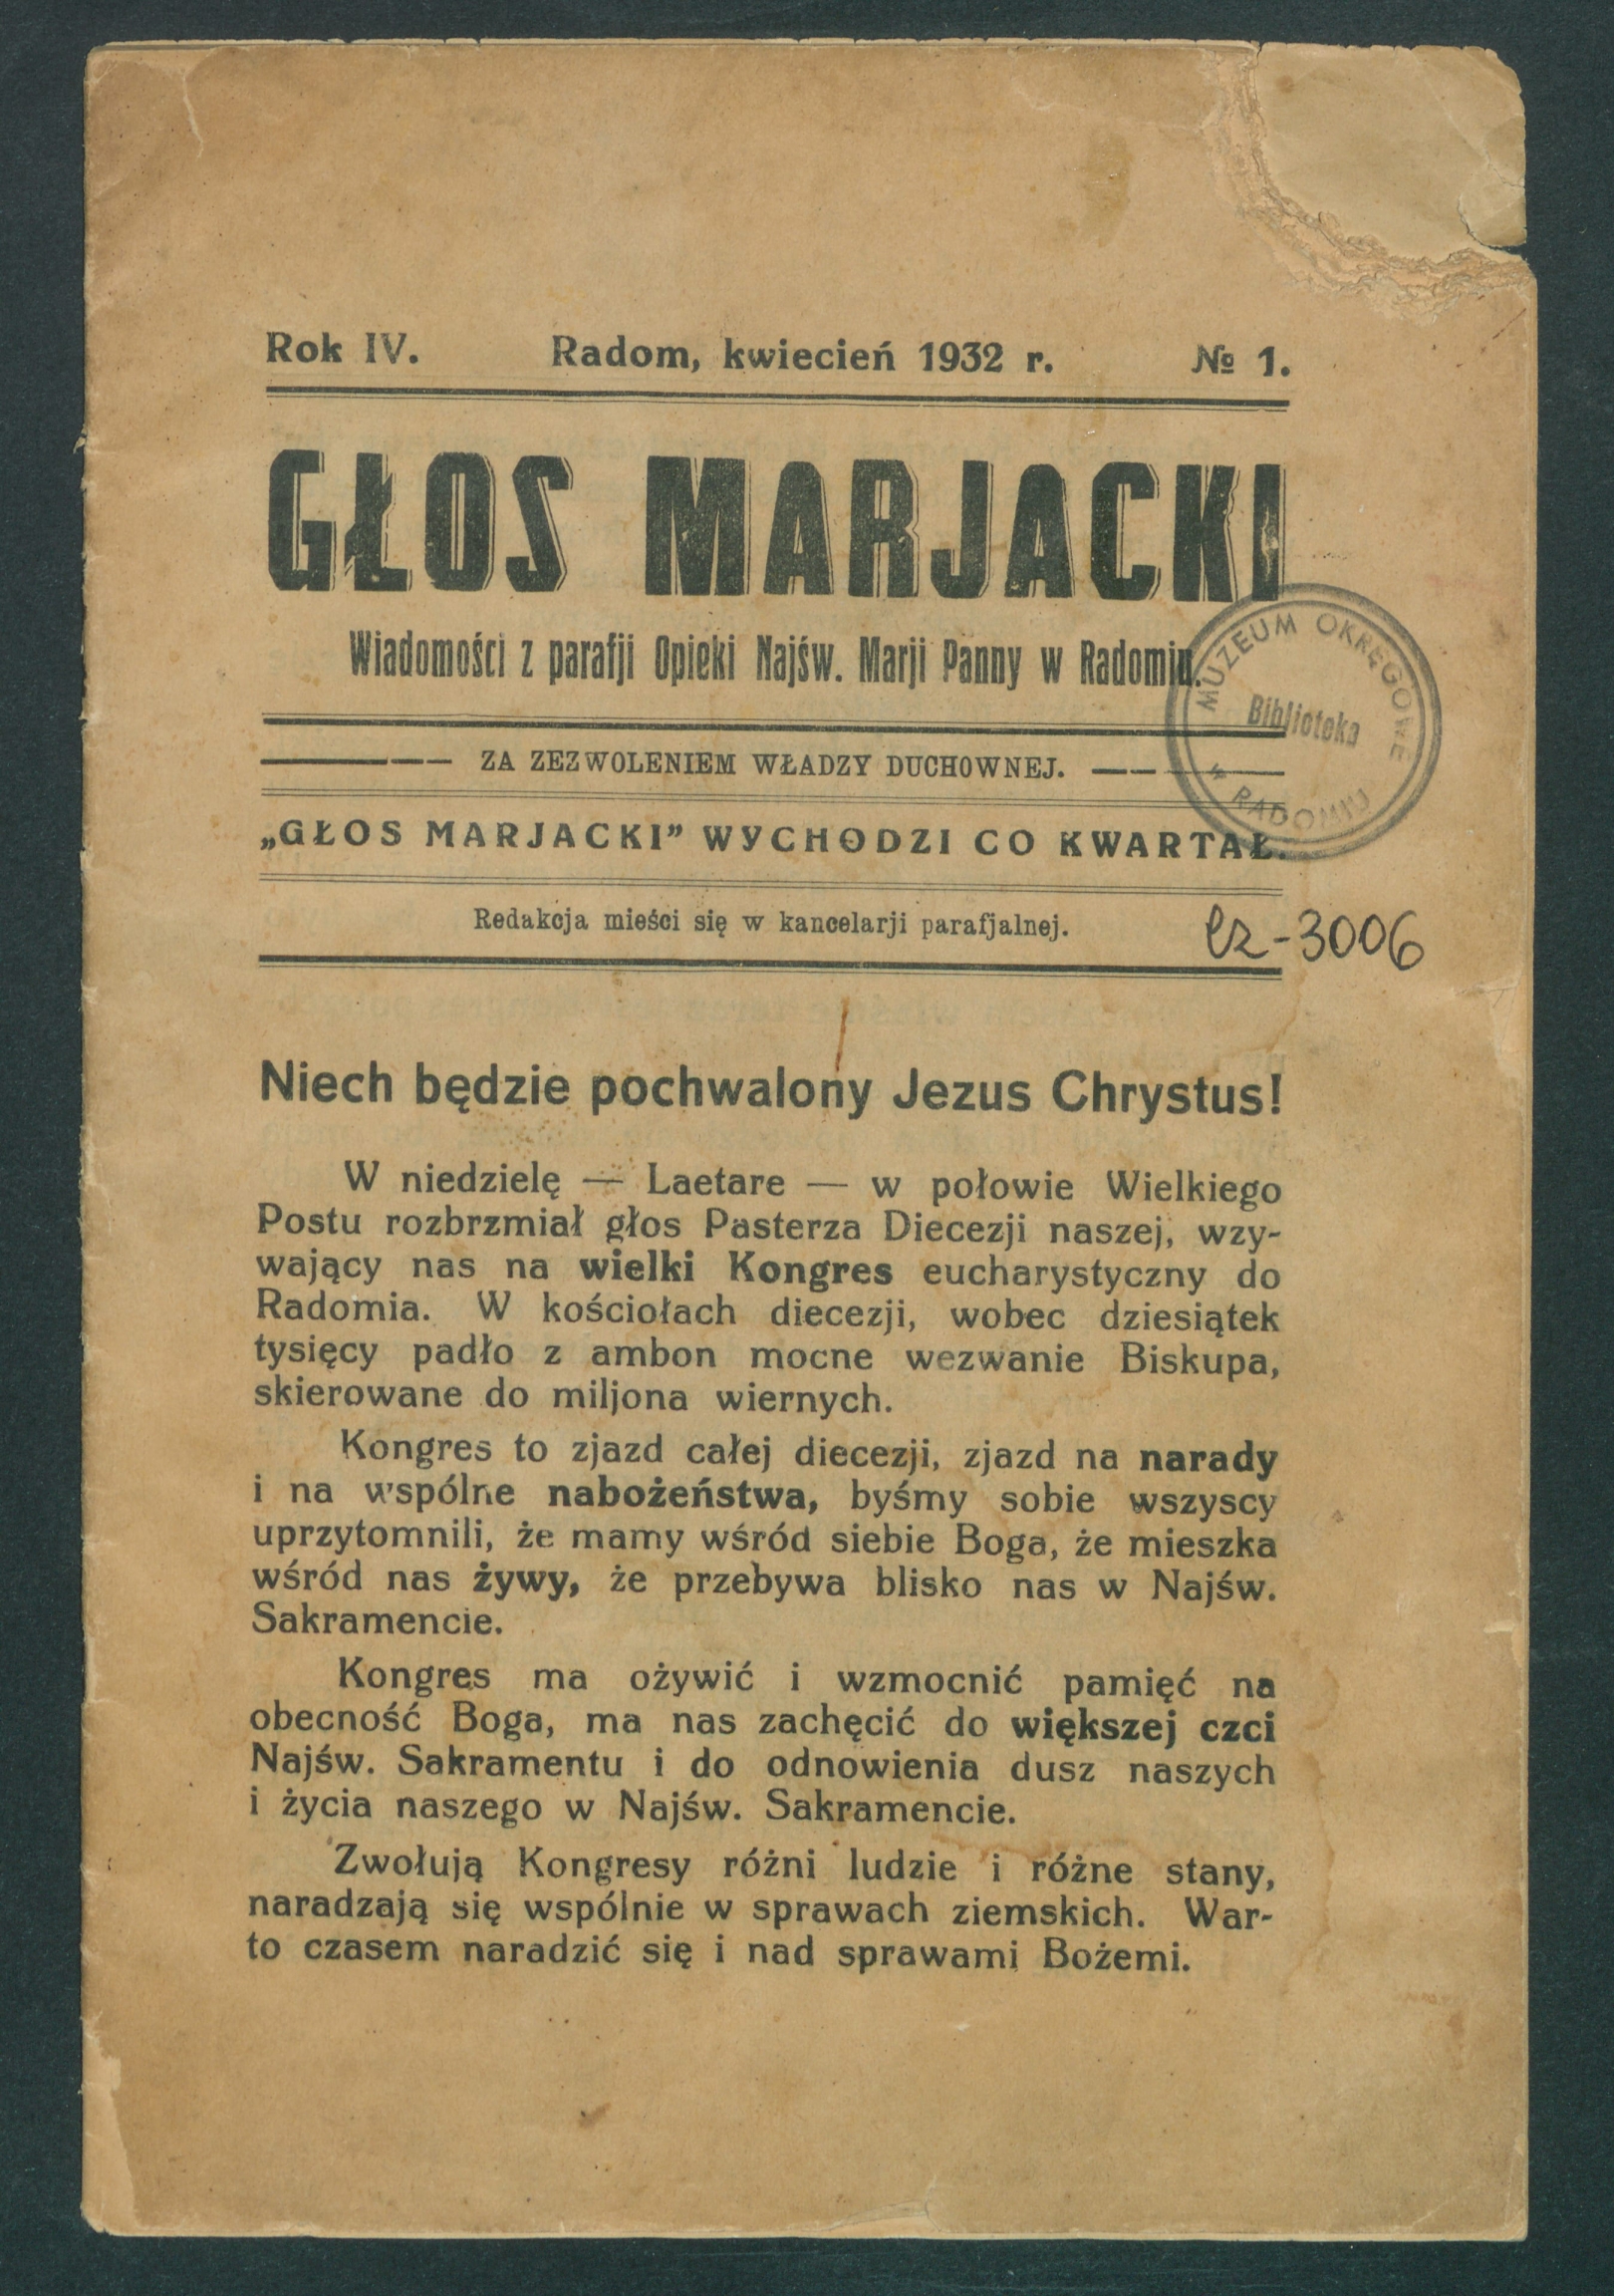 Rok IV. Radom, kwiecień 1932 r. № 1.
GŁOS MARJACKI
Wiadomości z parafji Opieki Najśw. Marji Panny w Radomiu.
MUZEUM OKRĘGOWE
Biblioteka
w RADOMIU
ZA ZEZWOLENIEM WŁADZY DUCHOWNEJ.
„GŁOS MARJACKI” WYCHODZI CO KWARTAŁ.
Redakcja mieści się w kancelarji parafjalnej.
cz-3006
Niech będzie pochwalony Jezus Chrystus!
W niedzielę — Laetare — w połowie Wielkiego
Postu rozbrzmiał głos Pasterza Diecezji naszej, wzy-
wający nas na wielki Kongres eucharystyczny do
Radomia. W kościołach diecezji, wobec dziesiątek
tysięcy padło z ambon mocne wezwanie Biskupa,
skierowane do miljona wiernych.
Kongres to zjazd całej diecezji, zjazd na narady
i na wspólne nabożeństwa, byśmy sobie wszyscy
uprzytomnili, że mamy wśród siebie Boga, że mieszka
wśród nas żywy, że przebywa blisko nas w Najśw.
Sakramencie.
Kongres ma ożywić i wzmocnić pamięć na
obecność Boga, ma nas zachęcić do większej czci
Najśw. Sakramentu i do odnowienia dusz naszych
i życia naszego w Najśw. Sakramencie.
Zwołują Kongresy różni ludzie i różne stany,
naradzają się wspólnie w sprawach ziemskich. War-
to czasem naradzić się i nad sprawami Bożemi.